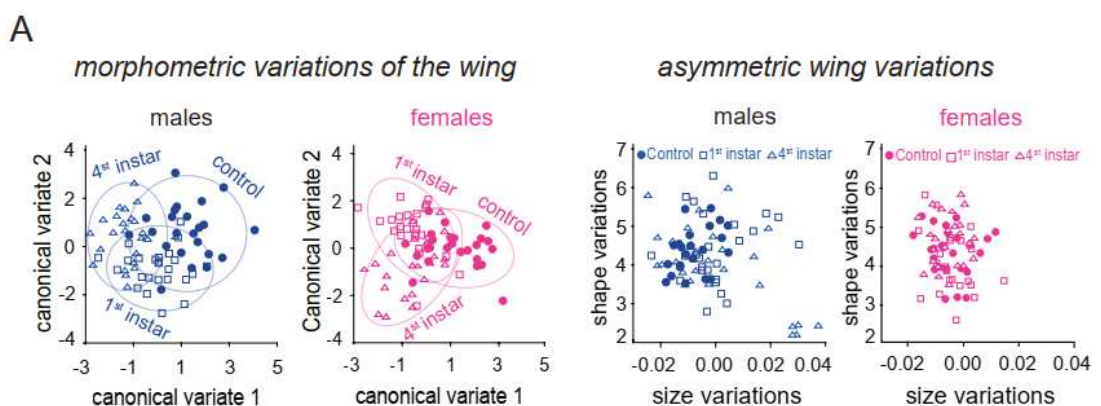 A
morphometric variations of the wing
asymmetric wing variations
males
females
males
females
canonical variate 2
4
2
0
-2
-4
4st instar
control
1st instar
-3 -1 1 3 5
canonical variate 1
Canonical variate 2
4
2
0
-2
-4
1st instar
control
4st instar
-3 -1 1 3 5
canonical variate 1
shape variations
7
6
5
4
3
2
Control 1st instar 4st instar
-0.02 0.00 0.02 0.04
size variations
shape variations
7
6
5
4
3
2
Control 1st instar 4st instar
-0.02 0.00 0.02 0.04
size variations